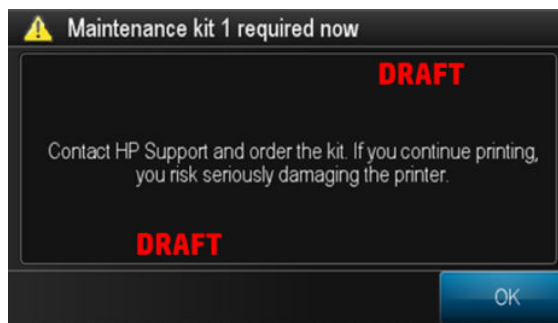 Maintenance kit 1 required now
DRAFT
Contact HP Support and order the kit. If you continue printing,
you risk seriously damaging the printer.
DRAFT
OK